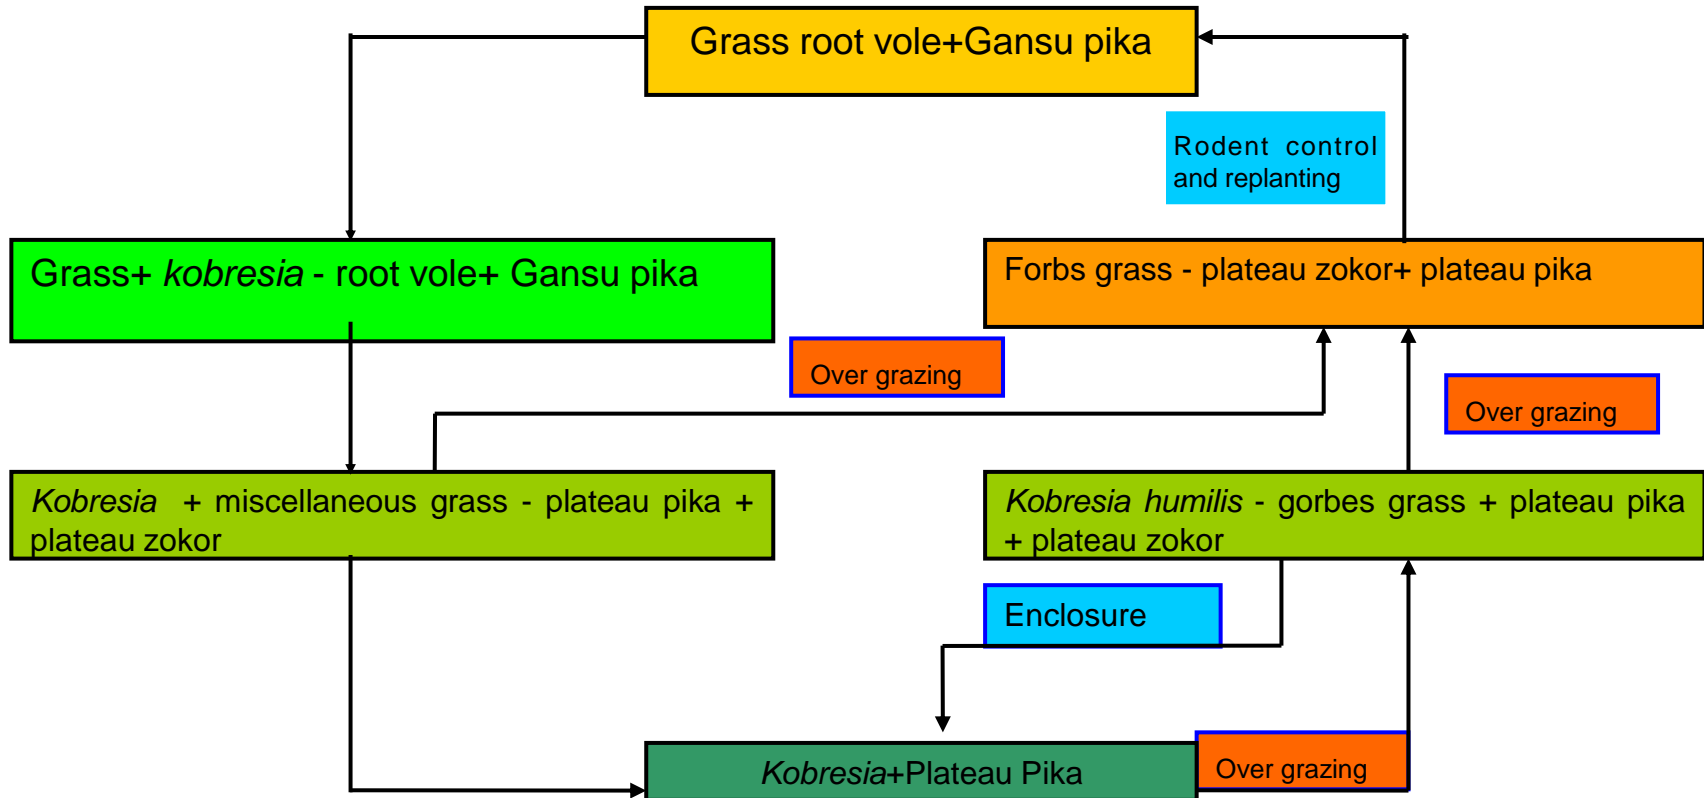 Grass root vole+Gansu pika
Rodent control
and replanting
Grass+ kobresia - root vole+ Gansu pika
Forbs grass - plateau zokor+ plateau pika
Over grazing
Over grazing
Kobresia + miscellaneous grass - plateau pika +
plateau zokor
Kobresia humilis - gorbes grass + plateau pika
+ plateau zokor
Enclosure
Kobresia+Plateau Pika
Over grazing